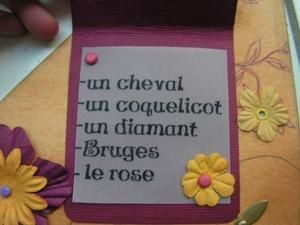 -un cheval
-un coquelicot
-un diamant
-Bruges
- le rose